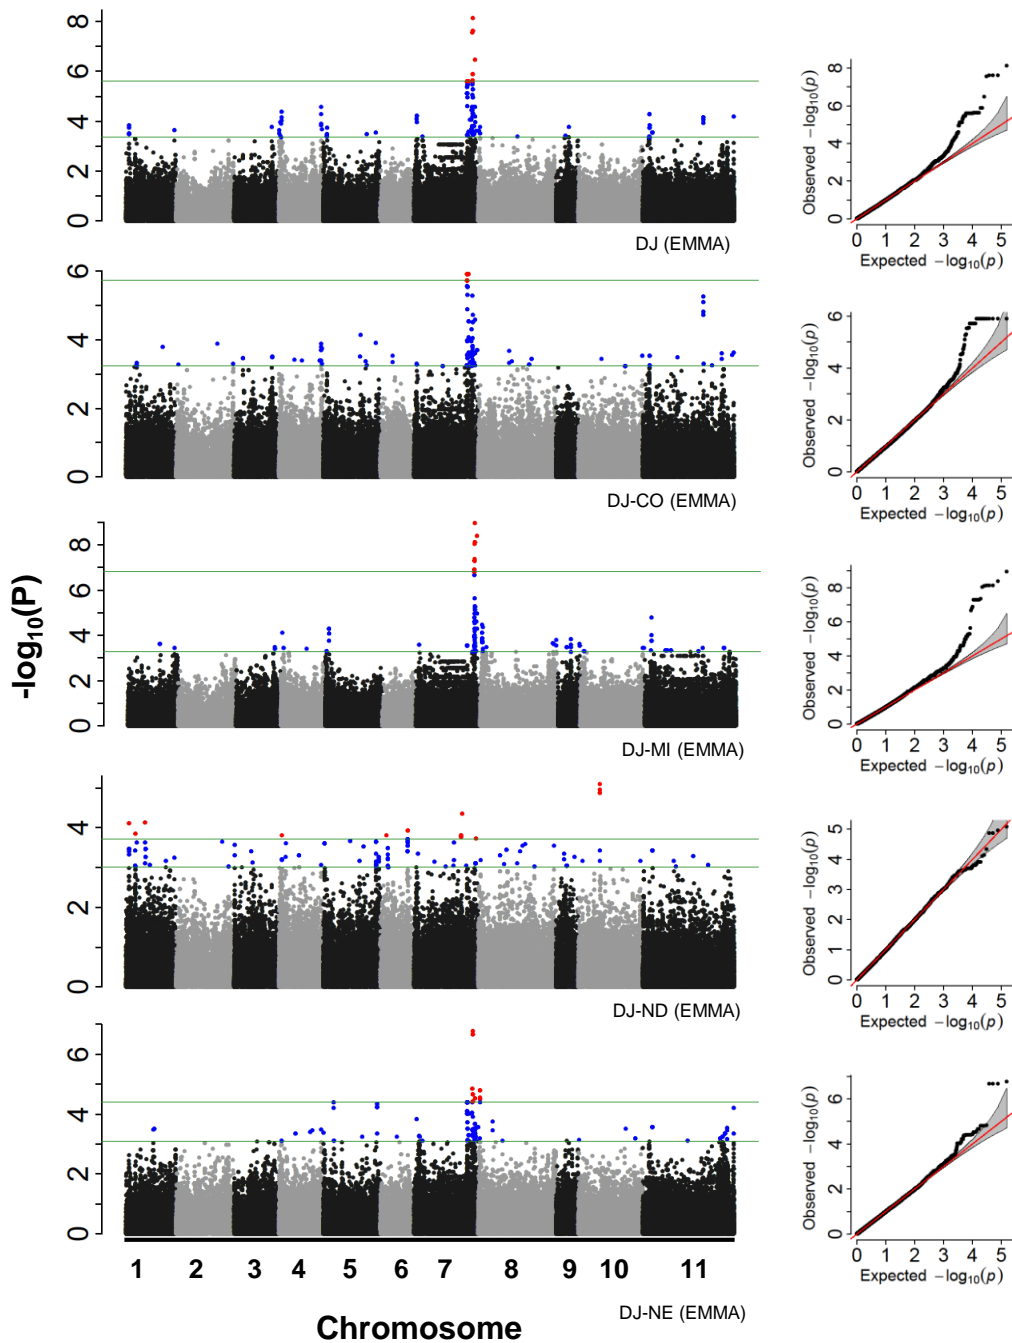 8
6
4
2
0
DJ (EMMA)
8
6
4
2
0
Observed −log10(p)
0 1 2 3 4 5
Expected −log10(p)
6
4
2
0
DJ-CO (EMMA)
6
4
2
0
Observed −log10(p)
0 1 2 3 4 5
Expected −log10(p)
-log10(P)
8
6
4
2
0
DJ-MI (EMMA)
8
6
4
2
0
Observed −log10(p)
0 1 2 3 4 5
Expected −log10(p)
4
2
0
DJ-ND (EMMA)
5
4
3
2
1
0
Observed −log10(p)
0 1 2 3 4 5
Expected −log10(p)
6
4
2
0
6
4
2
0
Observed −log10(p)
0 1 2 3 4 5
Expected −log10(p)
1 2 3 4 5 6 7 8 9 10 11
DJ-NE (EMMA)
Chromosome